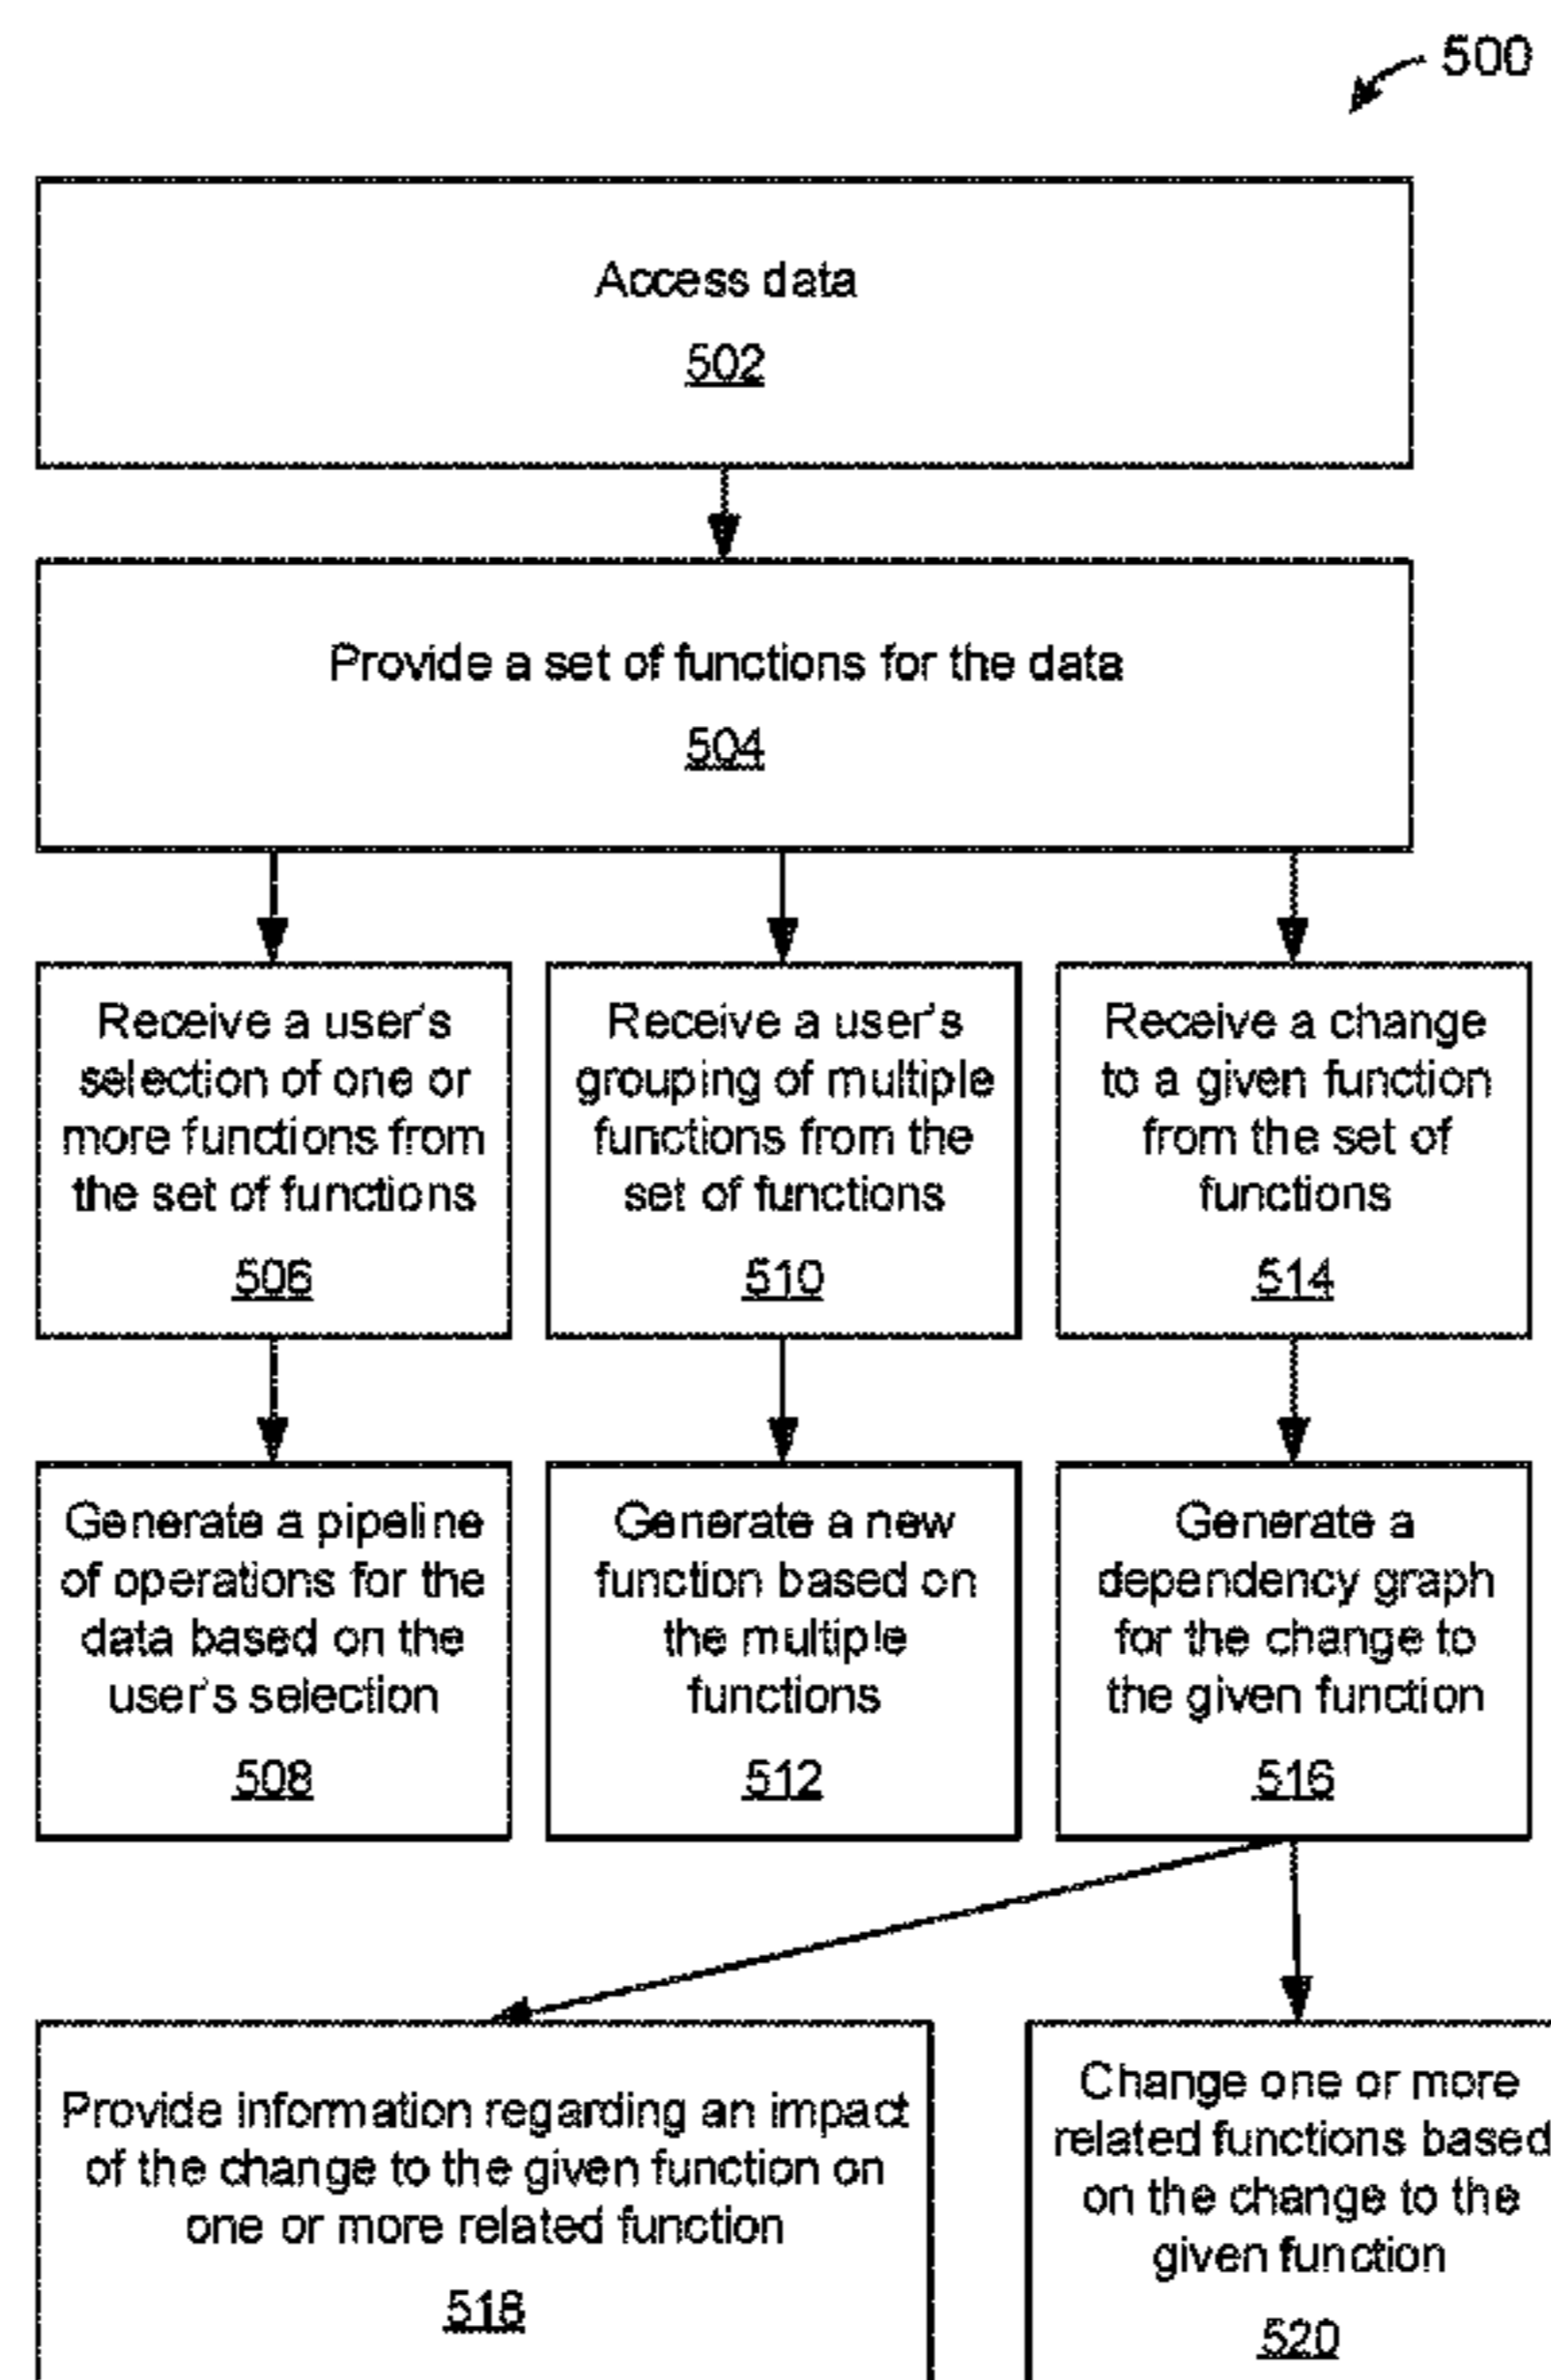 500
Access data
502
Provide a set of functions for the data
504
Receive a user's
selection of one or
more functions from
the set of functions
506
Receive a user's
grouping of multiple
functions from the
set of functions
510
Receive a change
to a given function
from the set of
functions
514
Generate a pipeline
of operations for the
data based on the
user's selection
508
Generate a new
function based on
the multiple
functions
512
Generate a
dependency graph
for the change to
the given function
516
Provide information regarding an impact
of the change to the given function on
one or more related function
518
Change one or more
related functions based
on the change to the
given function
520